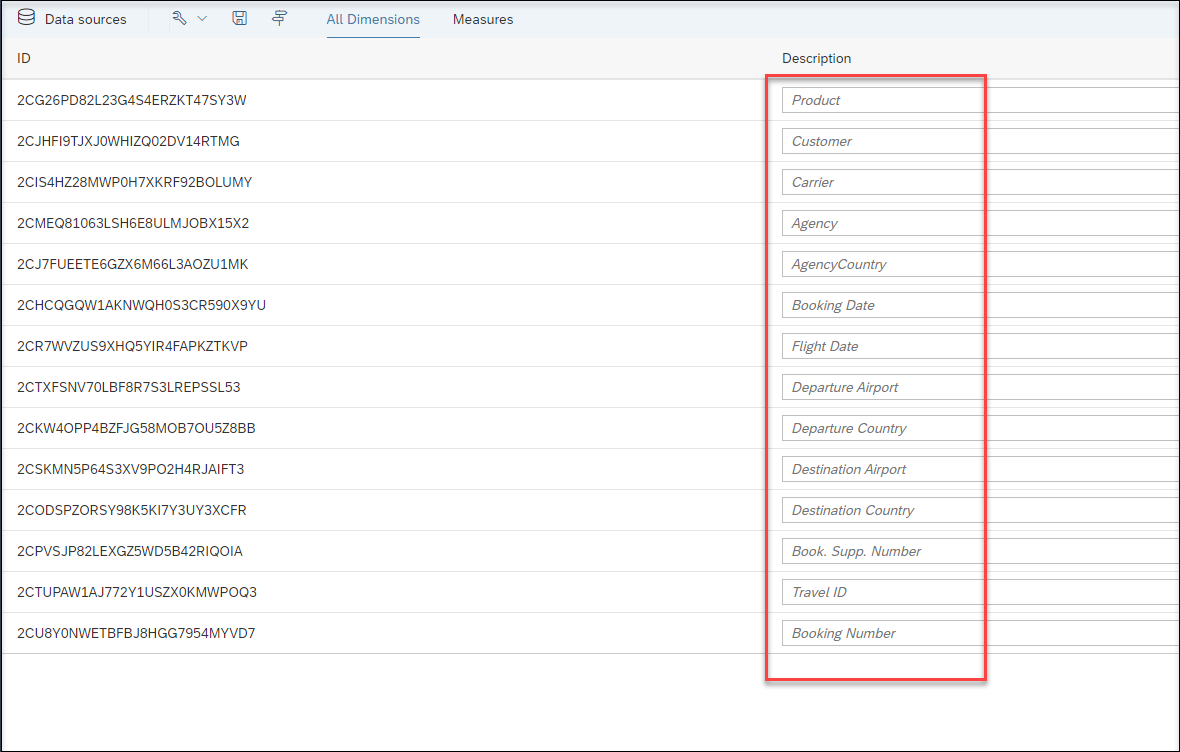 Data sources All Dimensions Measures
ID Description
2CG26PD82L23G4S4ERZKT47SY3W Product
2CJHFI9TJXJ0WHIZQ02DV14RTMG Customer
2CIS4HZ28MWP0H7XKRF92BOLUMY Carrier
2CMEQ81063LSH6E8ULMJOBX15X2 Agency
2CJ7FUEETE6GZX6M66L3AOZU1MK AgencyCountry
2CHCQGQW1AKNWQH0S3CR590X9YU Booking Date
2CR7WVZUS9XHQ5YIR4FAPKZTKVP Flight Date
2CTXFSNV70LBF8R7S3LREPSSL53 Departure Airport
2CKW4OPP4BZFJG58MOB7OU5Z8BB Departure Country
2CSKMN5P64S3XV9PO2H4RJAIFT3 Destination Airport
2CODSPZORSY98K5KI7Y3UY3XCFR Destination Country
2CPVSJP82LEXGZ5WD5B42RIQOIA Book. Supp. Number
2CTUPAW1AJ772Y1USZX0KMWPOQ3 Travel ID
2CU8Y0NWETBFBJ8HGG7954MYVD7 Booking Number